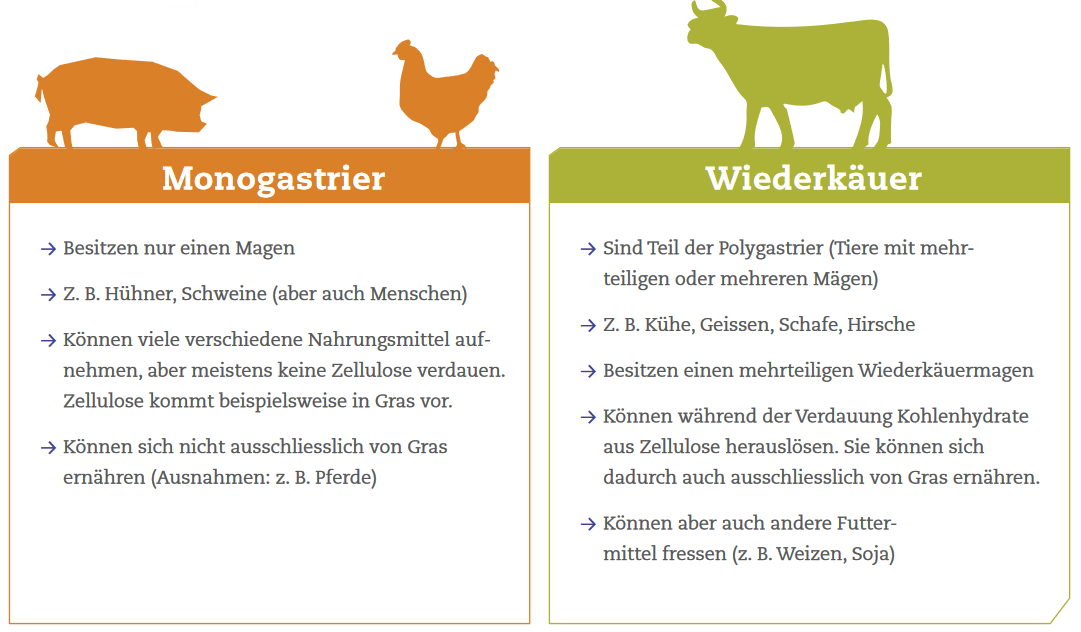 Monogastrier
→ Besitzen nur einen Magen
→ Z. B. Hühner, Schweine (aber auch Menschen)
→ Können viele verschiedene Nahrungsmittel auf-
nehmen, aber meistens keine Zellulose verdauen.
Zellulose kommt beispielsweise in Gras vor.
→ Können sich nicht ausschliesslich von Gras
ernähren (Ausnahmen: z. B. Pferde)
Wiederkäuer
→ Sind Teil der Polygastrier (Tiere mit mehr-
teiligen oder mehreren Mägen)
→ Z. B. Kühe, Geissen, Schafe, Hirsche
→ Besitzen einen mehrteiligen Wiederkäuermagen
→ Können während der Verdauung Kohlenhydrate
aus Zellulose herauslösen. Sie können sich
dadurch auch ausschliesslich von Gras ernähren.
→ Können aber auch andere Futter-
mittel fressen (z. B. Weizen, Soja)